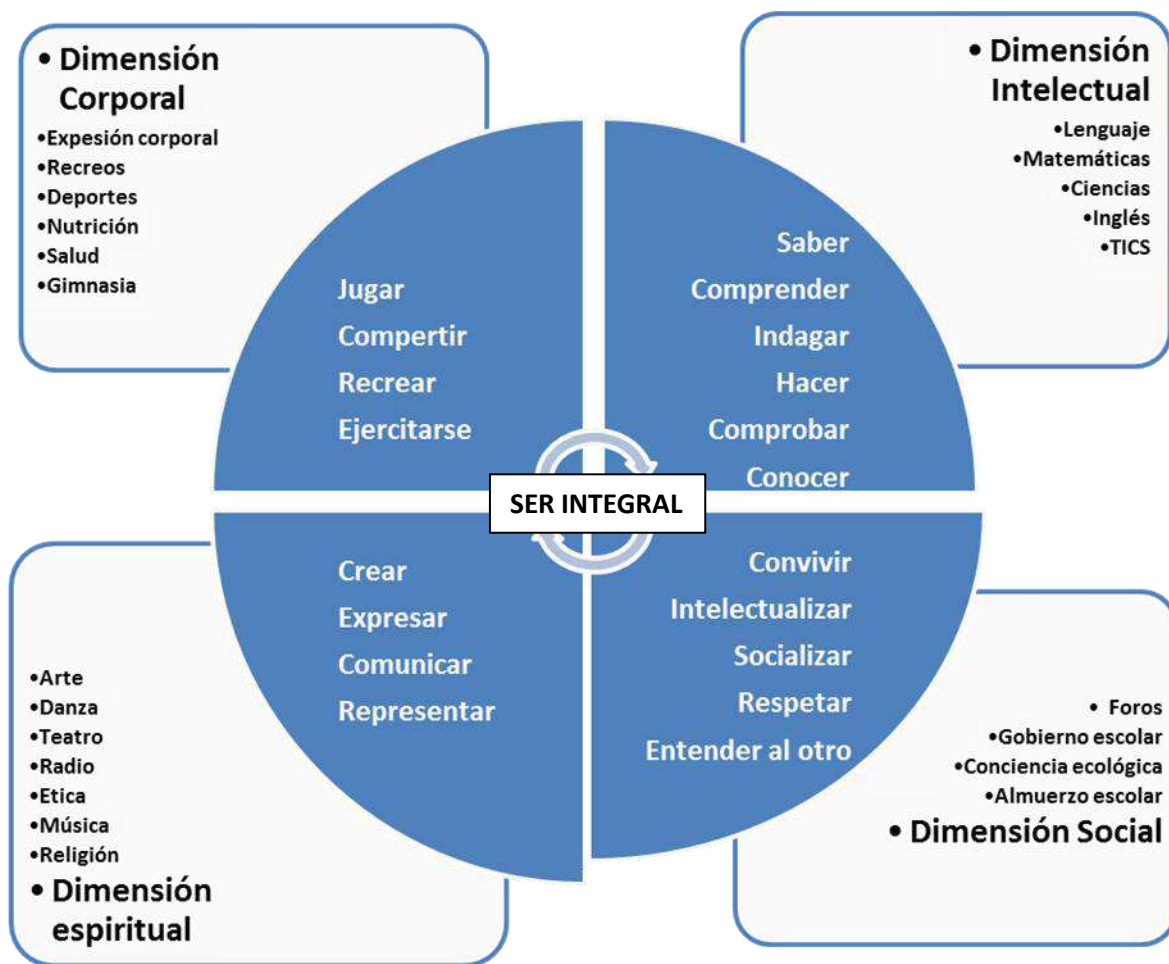 • Dimensión
Corporal
•Expesión corporal
•Recreos
•Deportes
•Nutrición
•Salud
•Gimnasia
• Dimensión
Intelectual
•Lenguaje
•Matemáticas
•Ciencias
•Inglés
•TICS
Jugar
Compertir
Recrear
Ejercitarse
Saber
Comprender
Indagar
Hacer
Comprobar
Conocer
SER INTEGRAL
Crear
Expresar
Comunicar
Representar
Convivir
Intelectualizar
Socializar
Respetar
Entender al otro
•Arte
•Danza
•Teatro
•Radio
•Etica
•Música
•Religión
• Dimensión
espiritual
• Foros
•Gobierno escolar
•Conciencia ecológica
•Almuerzo escolar
• Dimensión Social